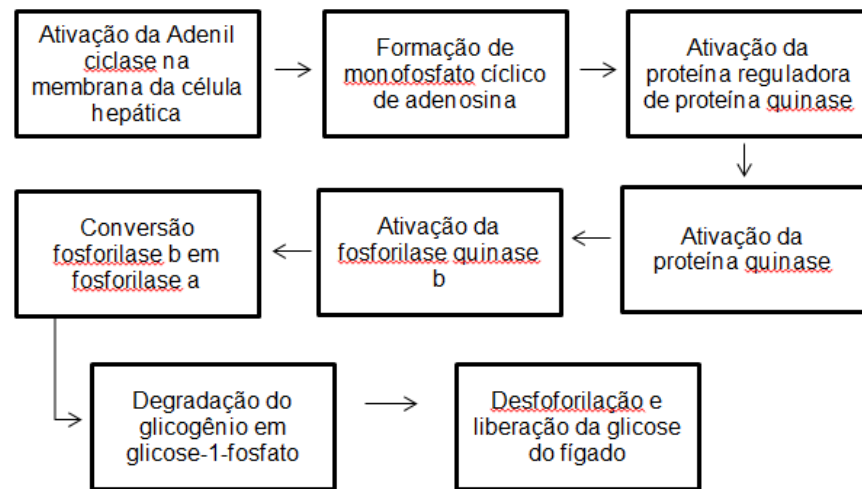 Ativação da Adenil
ciclase na
membrana da célula
hepática
Formação de
monofosfato cíclico
de adenosina
Ativação da
proteína reguladora
de proteína quinase
Ativação da
proteína quinase
Ativação da
fosforilase quinase
b
Conversão
fosforilase b em
fosforilase a
Degradação do
glicogênio em
glicose-1-fosfato
Desfoforilação e
liberação da glicose
do fígado